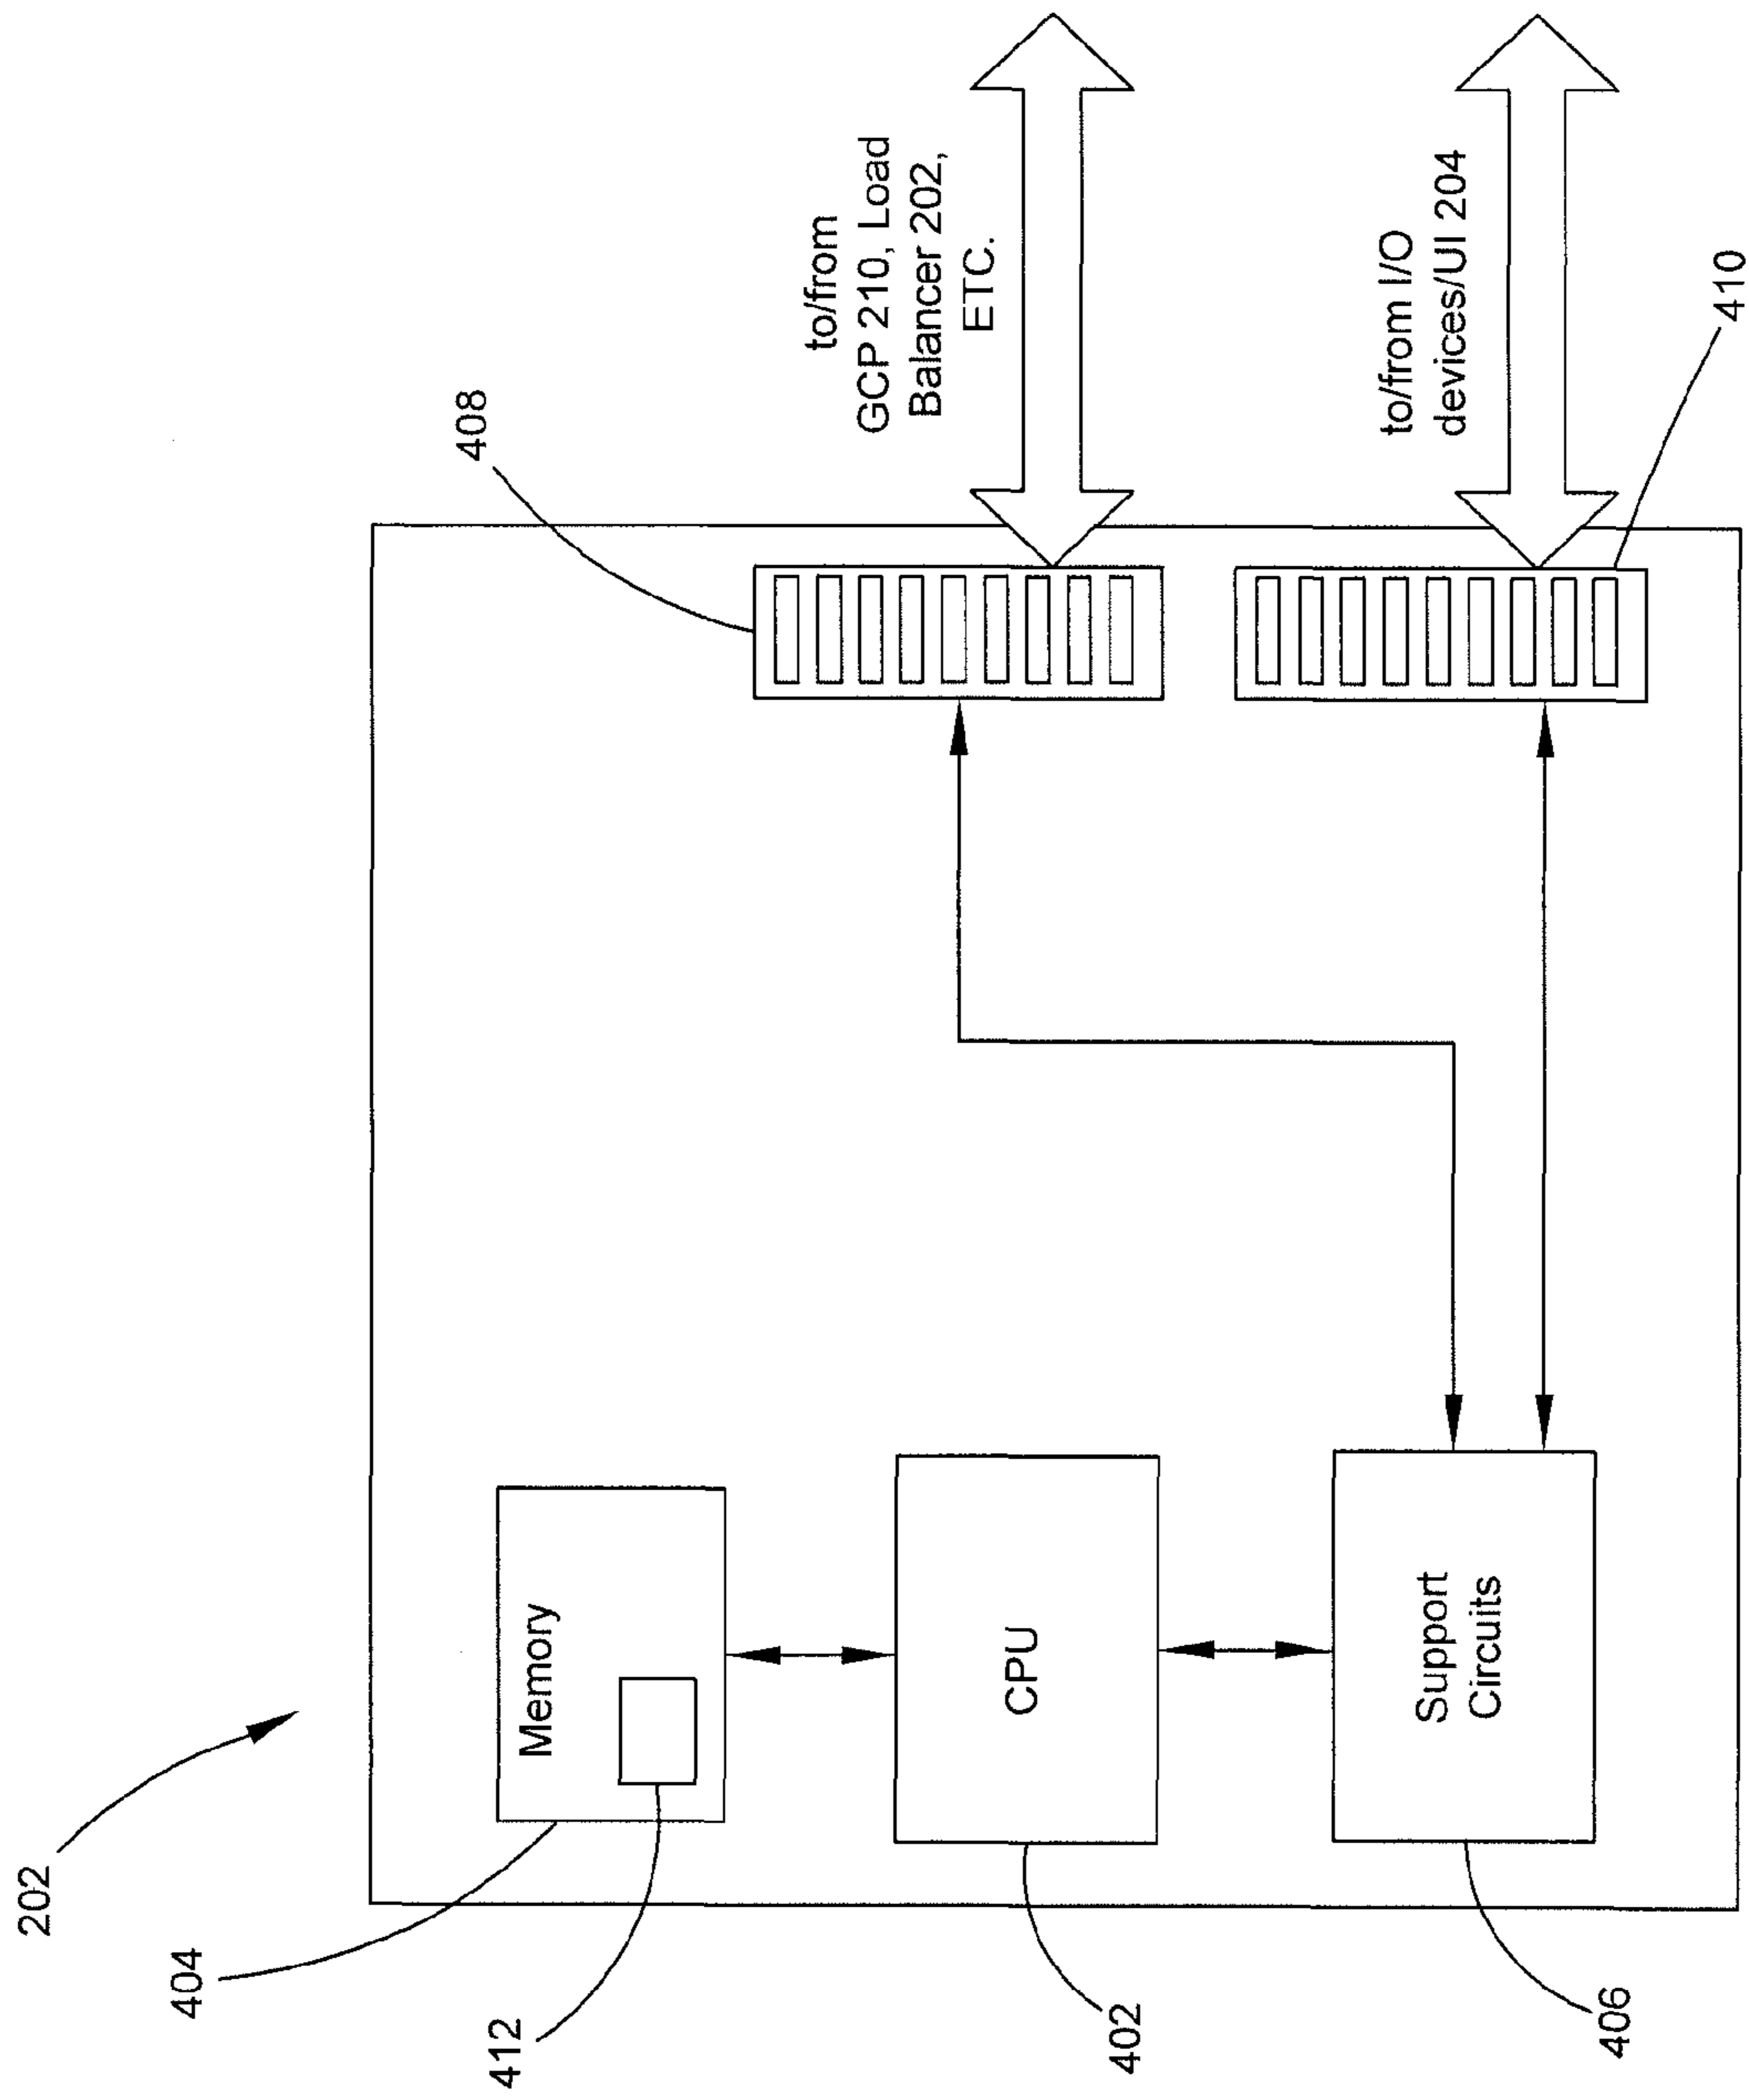 202
404
412
Memory
402
CPU
406
Support
Circuits
408
to/from
GCP 210, Load
Balancer 202,
ETC.
to/from I/O
devices/UI 204
410